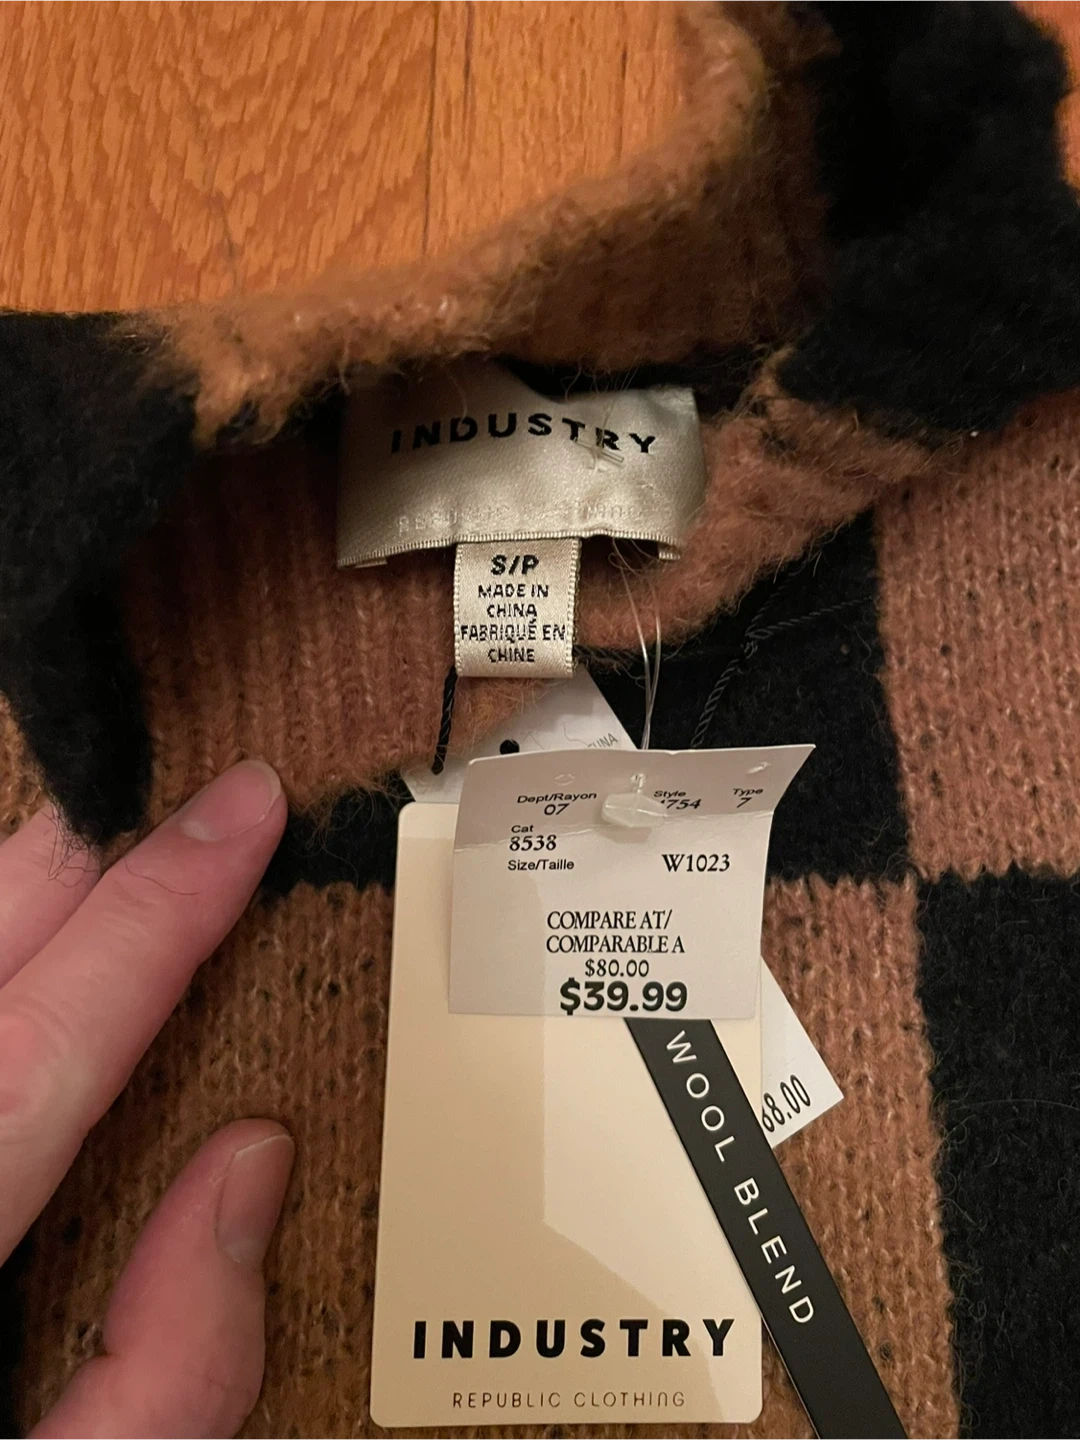 INDUSTRY
REPUBLIC
S/P
MADE IN
CHINA
FABRIQUÉ EN
CHINE
Dept/Rayon
07
Style
Type
7
Cat
8538
Size/Taille
W1023
COMPARE AT/
COMPARABLE A
$80.00
$39.99
WOOL BLEND
68.00
INDUSTRY
REPUBLIC CLOTHING